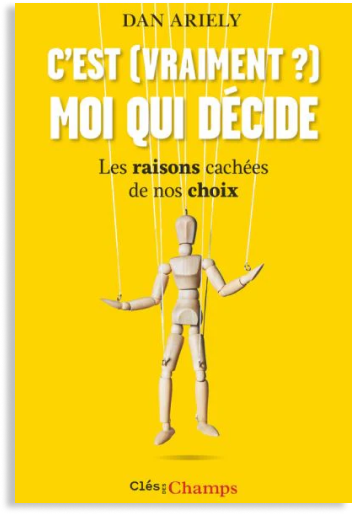 DAN ARIELY
C'EST (VRAIMENT ?)
MOI QUI DÉCIDE
Les raisons cachées
de nos choix
Clés DES Champs